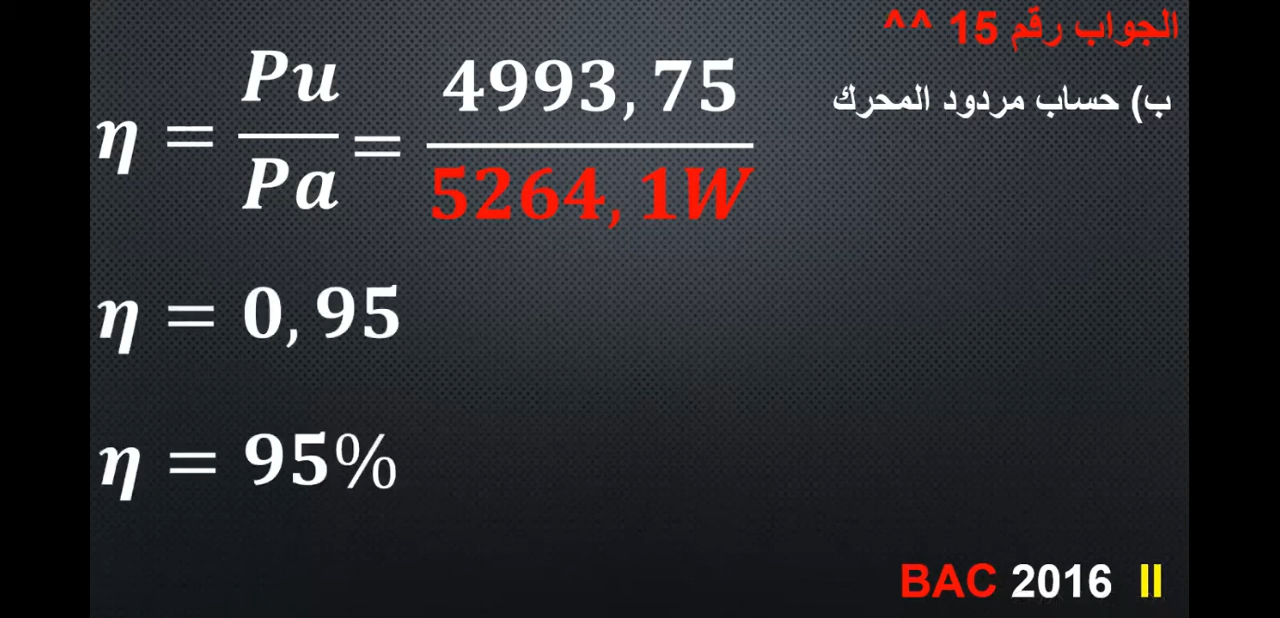 الجواب رقم 15 ^^
ب) حساب مردود المحرك
η = Pu/Pa = 4993,75/5264,1W
η = 0,95
η = 95%
BAC 2016 II